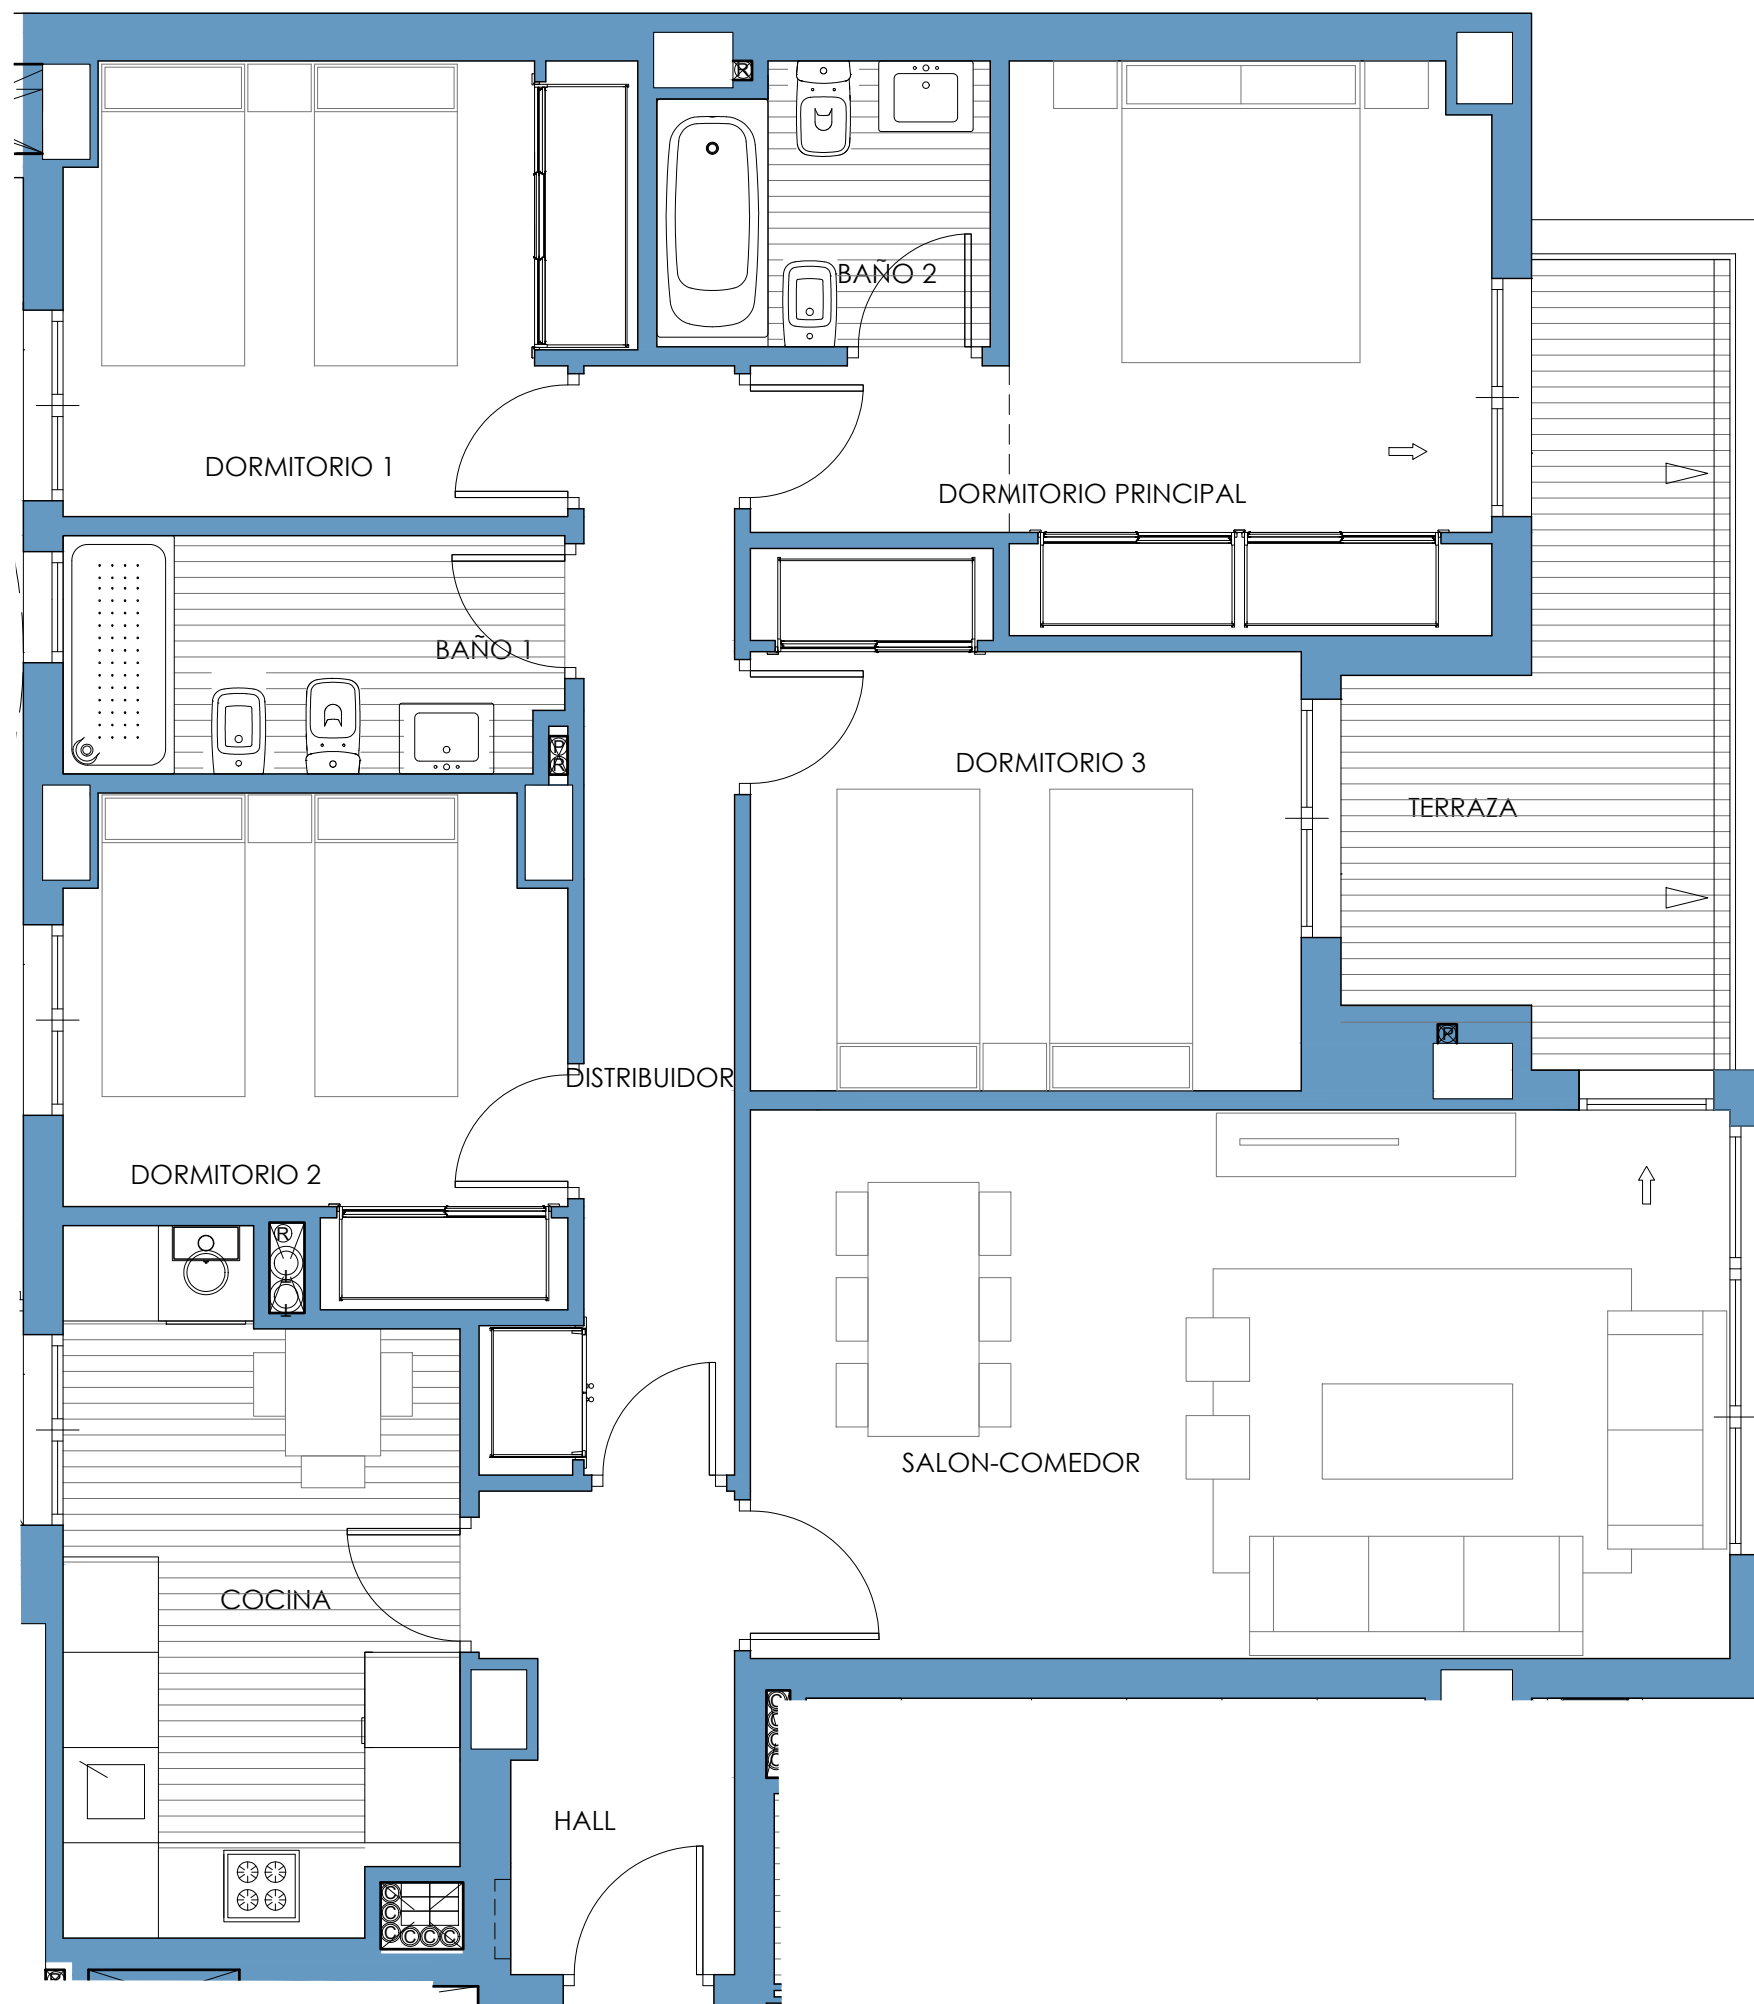 R
BAÑO 2
DORMITORIO 1
DORMITORIO PRINCIPAL
BAÑO 1
P
R
DORMITORIO 3
TERRAZA
R
DISTRIBUIDOR
DORMITORIO 2
R
SALON-COMEDOR
COCINA
C
C
C
C
HALL
C
C
C
C
C
C
R